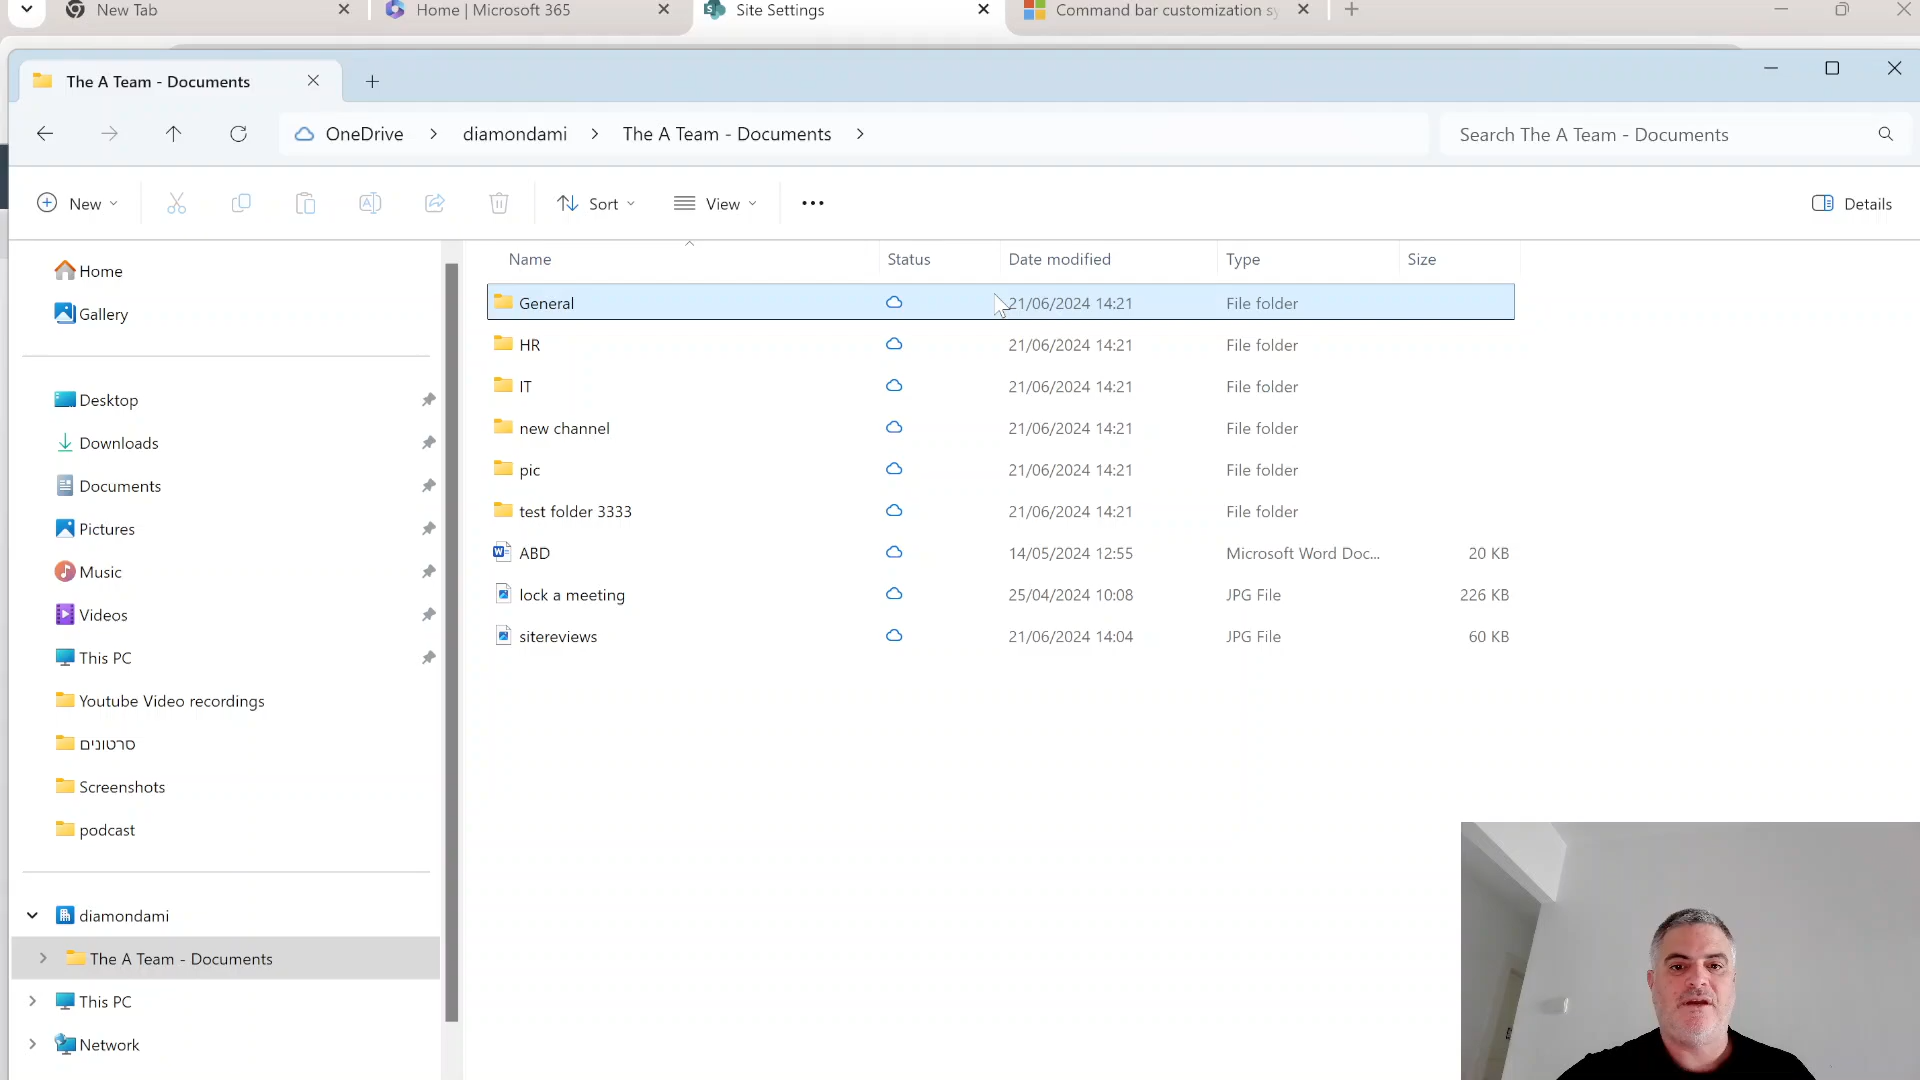 New Tab
Home | Microsoft 365
Site Settings
Command bar customization sy
The A Team - Documents
OneDrive > diamondami > The A Team - Documents >
Search The A Team - Documents
New
Sort
View
Details
Name Status Date modified Type Size
Home
Gallery
Desktop
Downloads
Documents
Pictures
Music
Videos
This PC
Youtube Video recordings
סרטונים
Screenshots
podcast
diamondami
The A Team - Documents
This PC
Network
General 21/06/2024 14:21 File folder
HR 21/06/2024 14:21 File folder
IT 21/06/2024 14:21 File folder
new channel 21/06/2024 14:21 File folder
pic 21/06/2024 14:21 File folder
test folder 3333 21/06/2024 14:21 File folder
ABD 14/05/2024 12:55 Microsoft Word Doc... 20 KB
lock a meeting 25/04/2024 10:08 JPG File 226 KB
sitereviews 21/06/2024 14:04 JPG File 60 KB